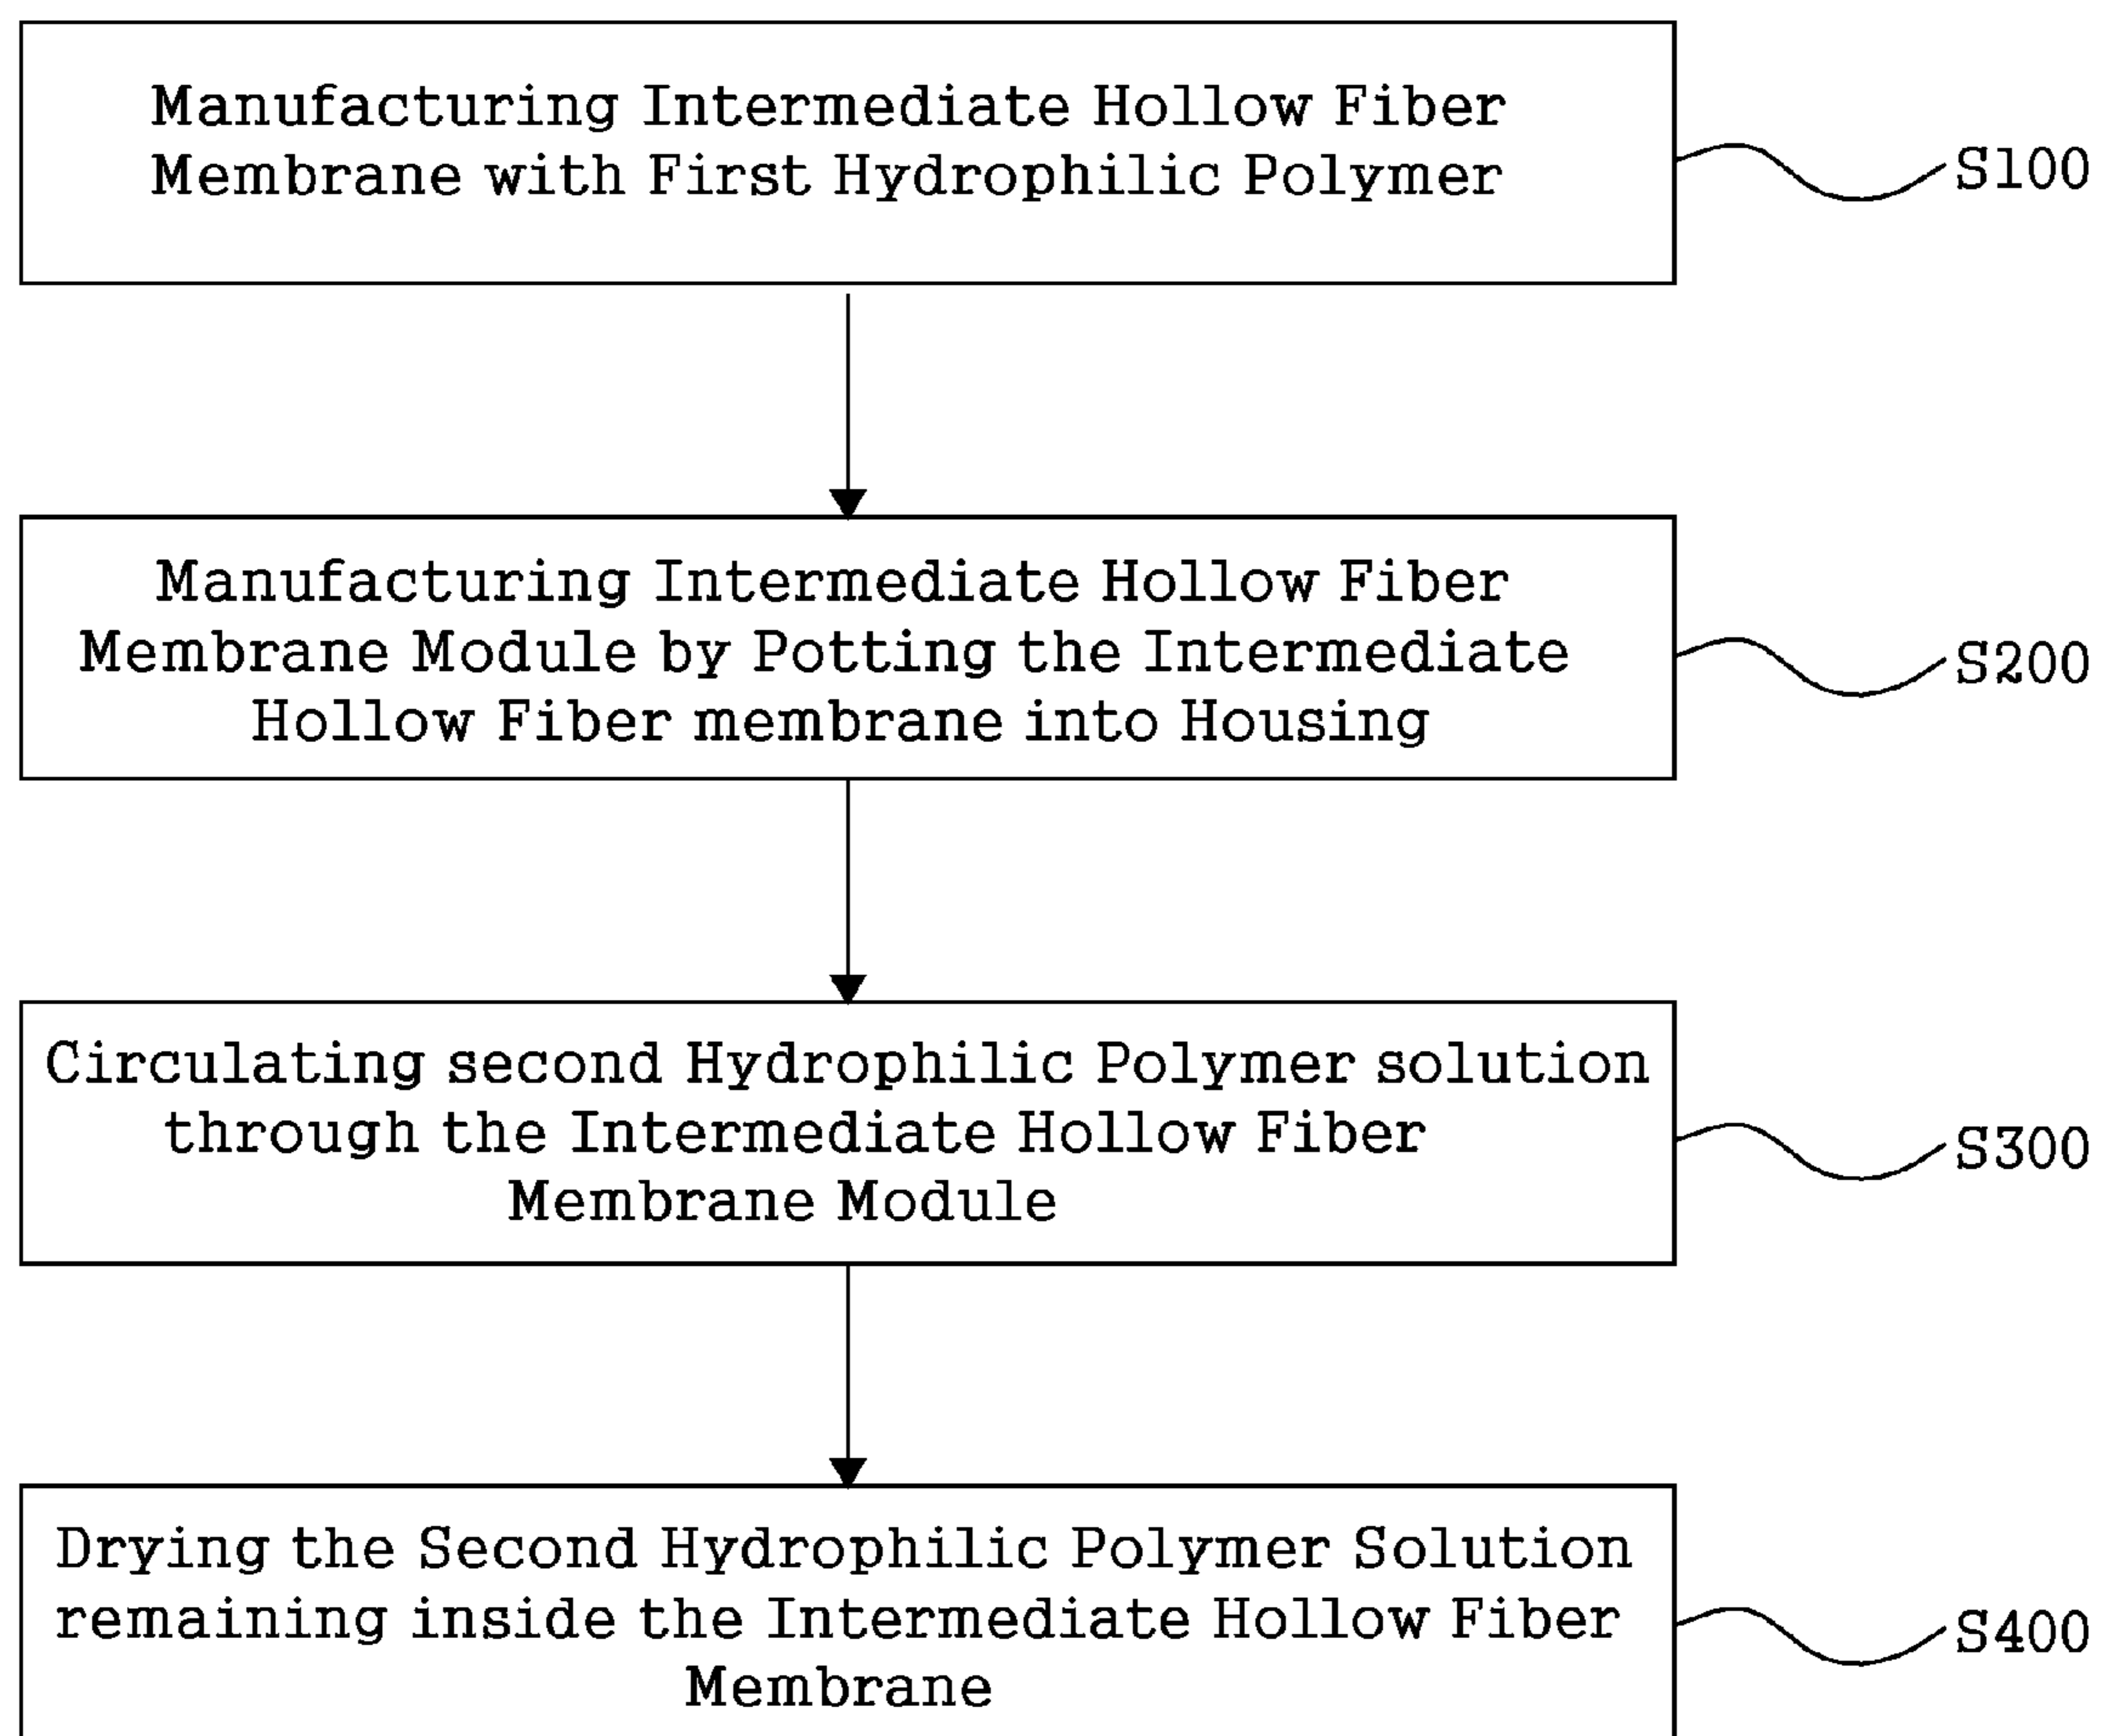 Manufacturing Intermediate Hollow Fiber
Membrane with First Hydrophilic Polymer
S100
Manufacturing Intermediate Hollow Fiber
Membrane Module by Potting the Intermediate
Hollow Fiber membrane into Housing
S200
Circulating second Hydrophilic Polymer solution
through the Intermediate Hollow Fiber
Membrane Module
S300
Drying the Second Hydrophilic Polymer Solution
remaining inside the Intermediate Hollow Fiber
Membrane
S400